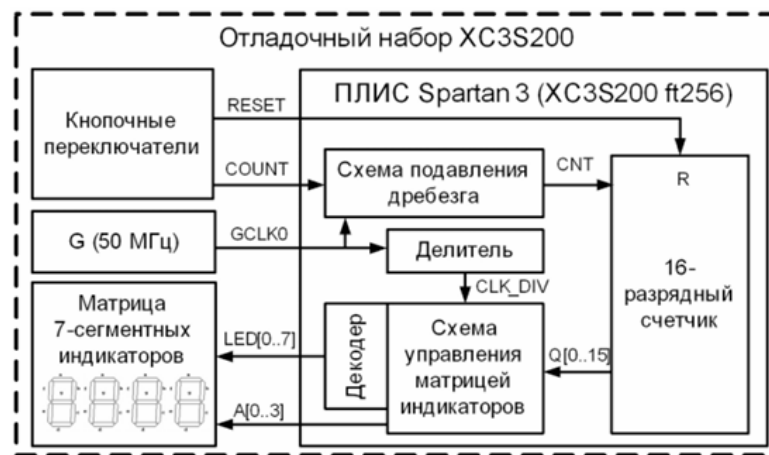 Отладочный набор XC3S200
Кнопочные
переключатели
RESET
COUNT
ПЛИС Spartan 3 (XC3S200 ft256)
Схема подавления
дребезга
CNT
R
16-
разрядный
счетчик
G (50 МГц)
GCLK0
Делитель
CLK_DIV
Матрица
7-сегментных
индикаторов
LED[0..7]
A[0..3]
Декодер
Схема
управления
матрицей
индикаторов
Q[0..15]